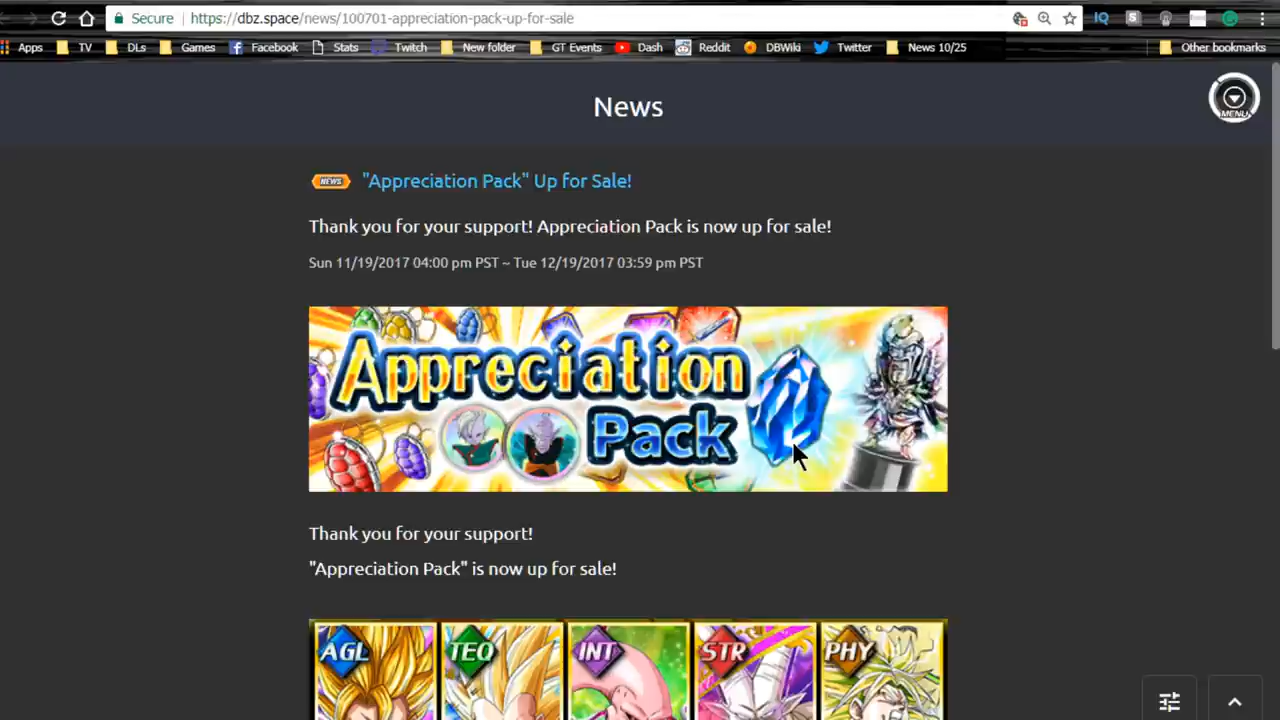 Secure https://dbz.space/news/100701-appreciation-pack-up-for-sale
IQ S
Apps TV DLs Games Facebook Stats Twitch New folder GT Events Dash Reddit DBWiki Twitter News 10/25 Other bookmarks
News
MENU
NEWS "Appreciation Pack" Up for Sale!
Thank you for your support! Appreciation Pack is now up for sale!
Sun 11/19/2017 04:00 pm PST ~ Tue 12/19/2017 03:59 pm PST
Appreciation
Pack
Thank you for your support!
"Appreciation Pack" is now up for sale!
AGL TEQ INT STR PHY